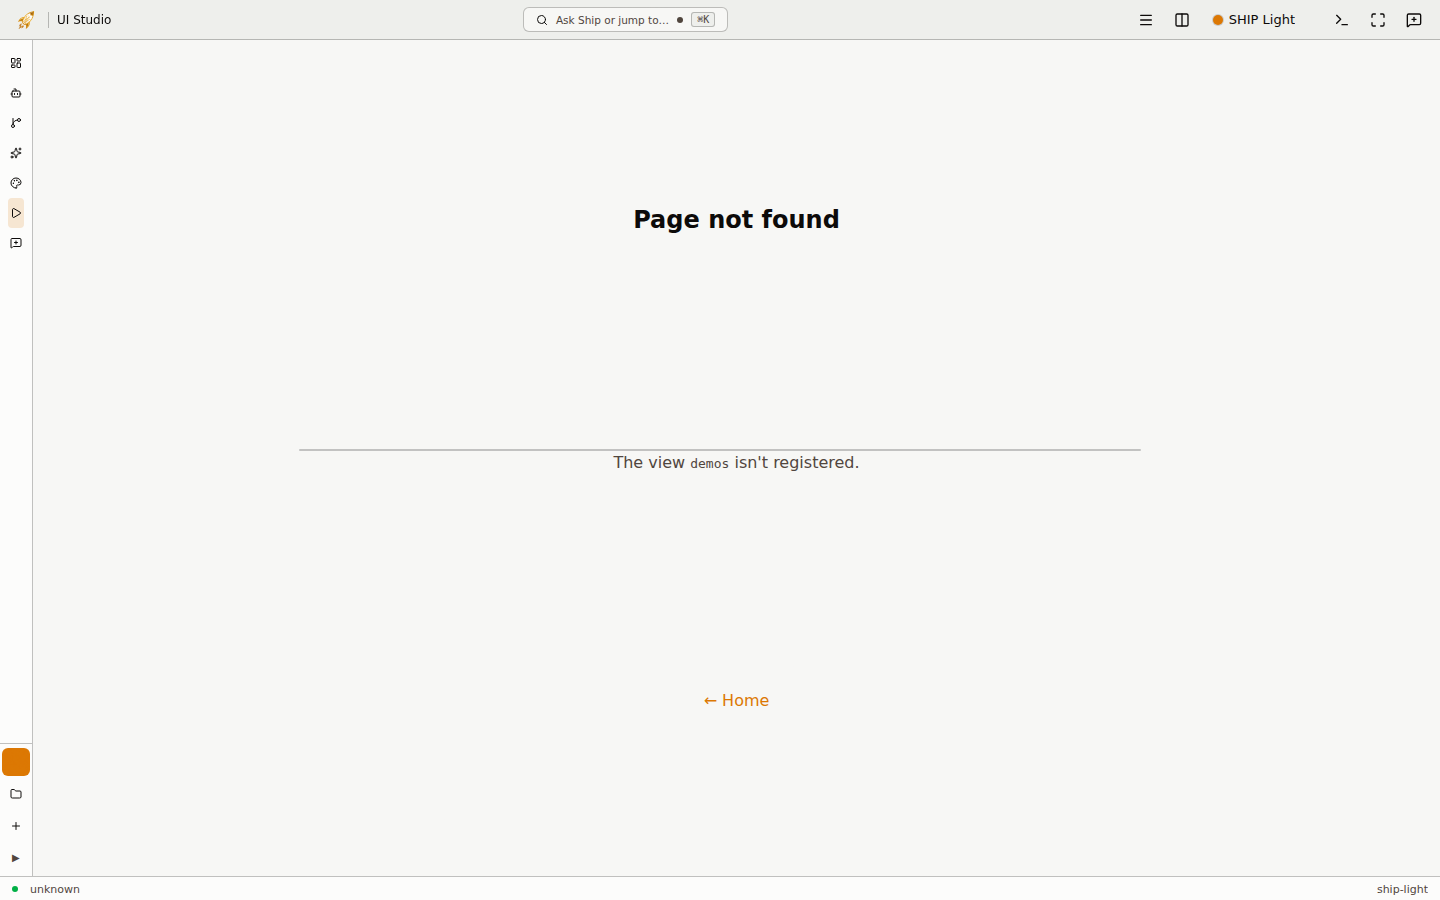 UI Studio
Ask Ship or jump to... ⌘K
SHIP Light
Page not found
The view demos isn't registered.
← Home
unknown
ship-light